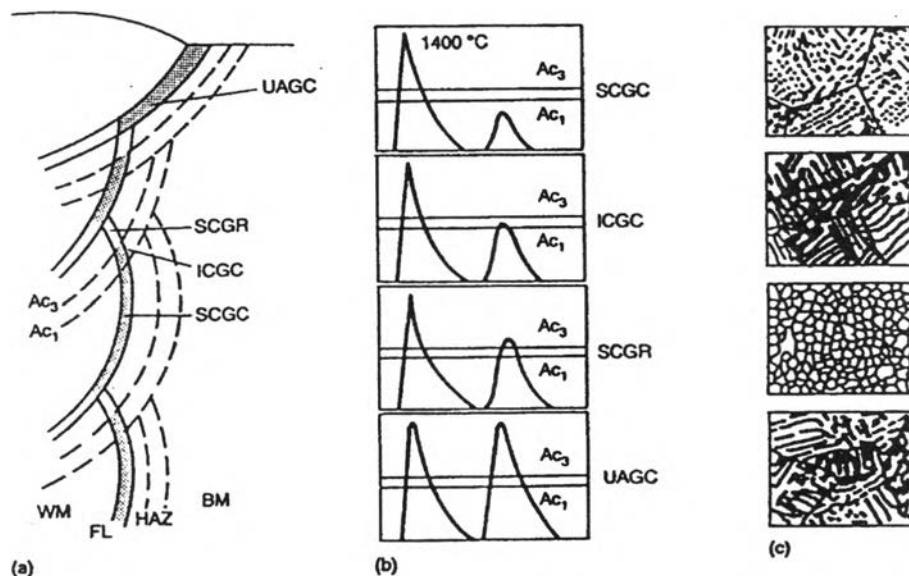 UAGC
SCGR
ICGC
Ac3
SCGC
Ac1
WM
FL
HAZ
BM
(a)
1400 °C
Ac3
SCGC
Ac1
Ac3
ICGC
Ac1
Ac3
SCGR
Ac1
Ac3
UAGC
Ac1
(b)
(c)